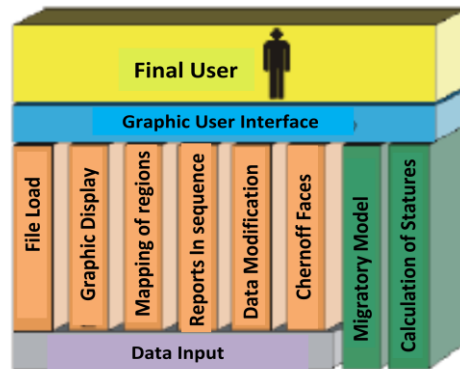 Final User
Graphic User Interface
File Load
Graphic Display
Mapping of regions
Reports In sequence
Data Modification
Chernoff Faces
Migratory Model
Calculation of Statures
Data Input